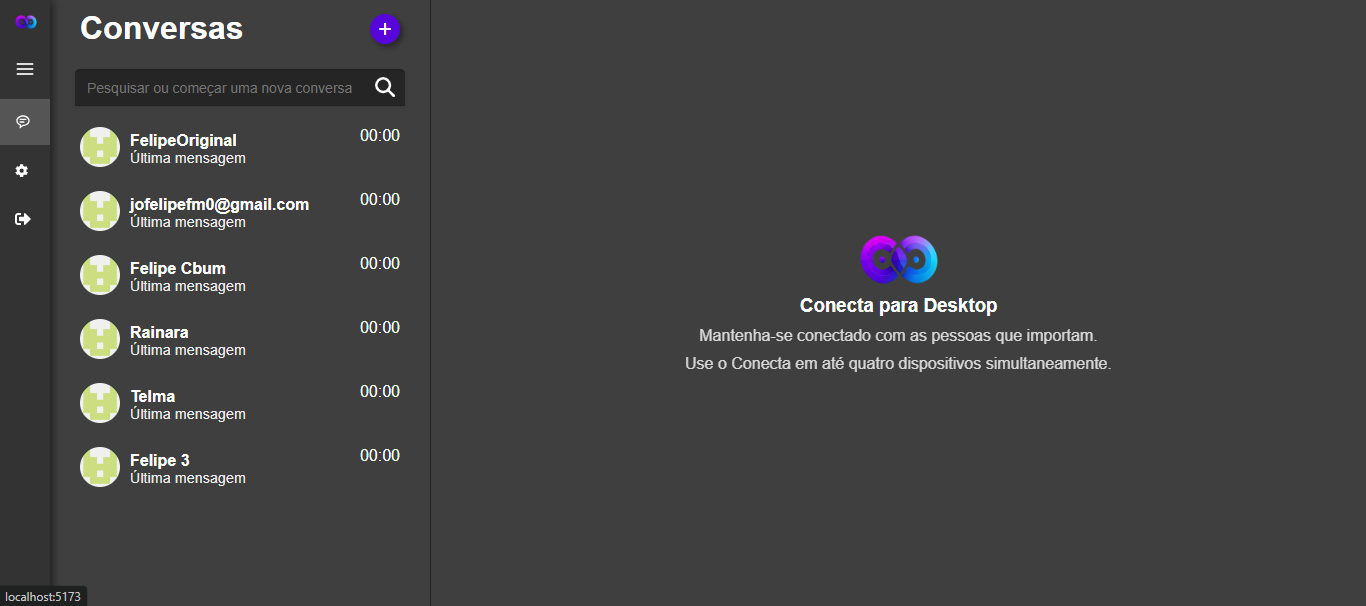 Conversas
+
Pesquisar ou começar uma nova conversa
FelipeOriginal
00:00
Última mensagem
jofelipefm0@gmail.com
00:00
Última mensagem
Felipe Cbum
00:00
Última mensagem
Rainara
00:00
Última mensagem
Telma
00:00
Última mensagem
Felipe 3
00:00
Última mensagem
Conecta para Desktop
Mantenha-se conectado com as pessoas que importam.
Use o Conecta em até quatro dispositivos simultaneamente.
localhost:5173